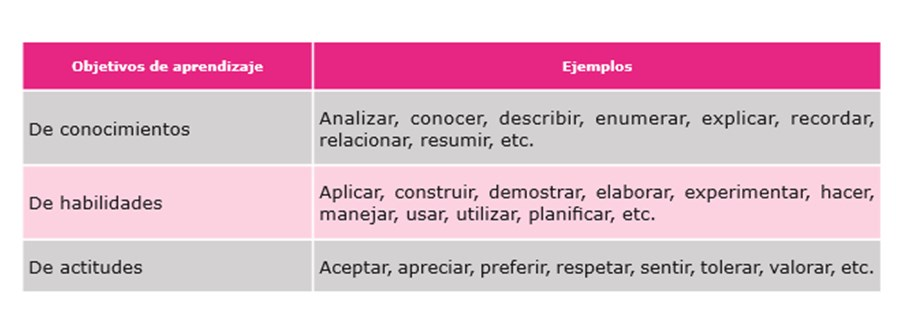 Objetivos de aprendizaje
Ejemplos
De conocimientos
Analizar, conocer, describir, enumerar, explicar, recordar,
relacionar, resumir, etc.
De habilidades
Aplicar, construir, demostrar, elaborar, experimentar, hacer,
manejar, usar, utilizar, planificar, etc.
De actitudes
Aceptar, apreciar, preferir, respetar, sentir, tolerar, valorar, etc.